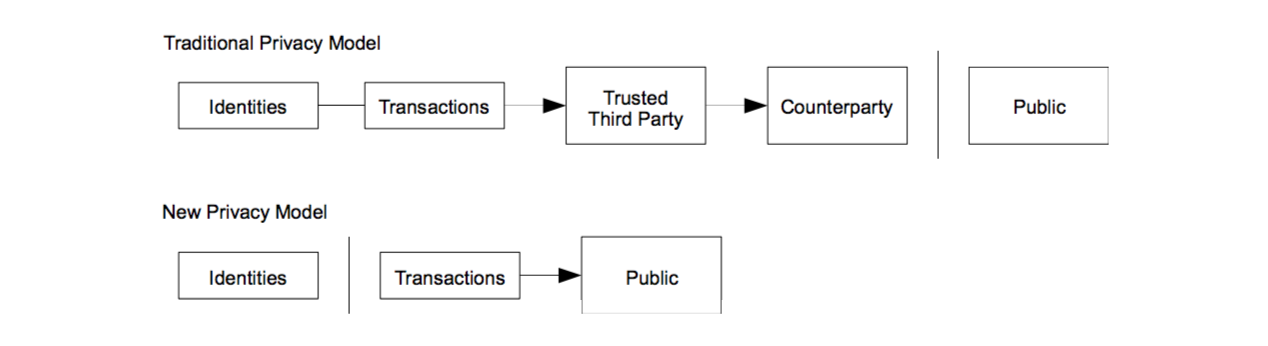 Traditional Privacy Model
Identities
Transactions
Trusted
Third Party
Counterparty
Public
New Privacy Model
Identities
Transactions
Public